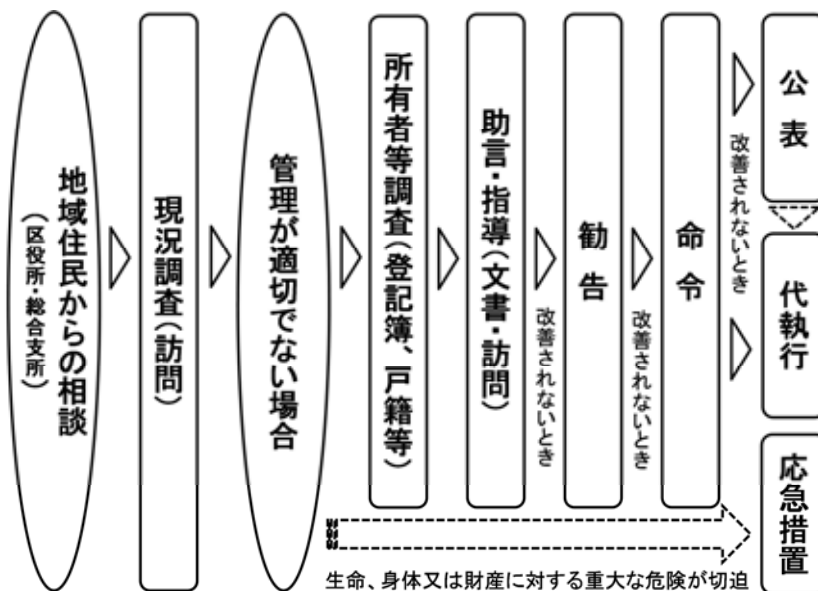 地域住民からの相談
（区役所・総合支所）
現況調査（訪問）
管理が適切でない場合
所有者等調査（登記簿、戸籍等）
助言・指導（文書・訪問）
改善されないとき
勧告
改善されないとき
命令
改善されないとき
公表
代執行
応急措置
生命、身体又は財産に対する重大な危険が切迫